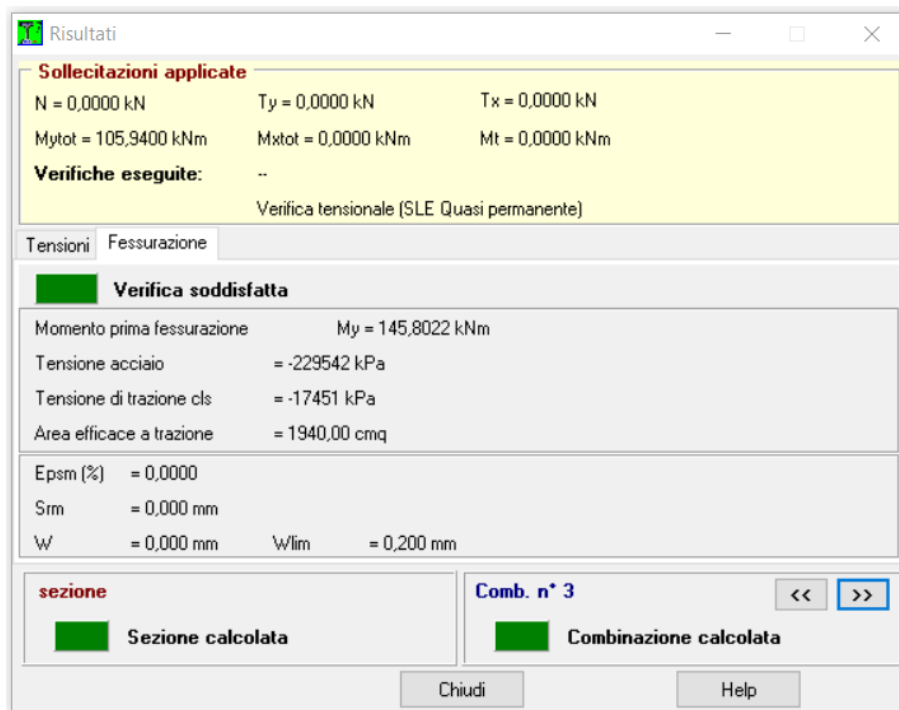 Risultati
Sollecitazioni applicate
N = 0,0000 kN Ty = 0,0000 kN Tx = 0,0000 kN
Mytot = 105,9400 kNm Mxtot = 0,0000 kNm Mt = 0,0000 kNm
Verifiche eseguite: --
Verifica tensionale (SLE Quasi permanente)
Tensioni Fessurazione
Verifica soddisfatta
Momento prima fessurazione My = 145,8022 kNm
Tensione acciaio = -229542 kPa
Tensione di trazione cls = -17451 kPa
Area efficace a trazione = 1940,00 cmq
Epsm (%) = 0,0000
Srm = 0,000 mm
W = 0,000 mm Wlim = 0,200 mm
sezione Comb. n° 3 << >>
Sezione calcolata Combinazione calcolata
Chiudi Help